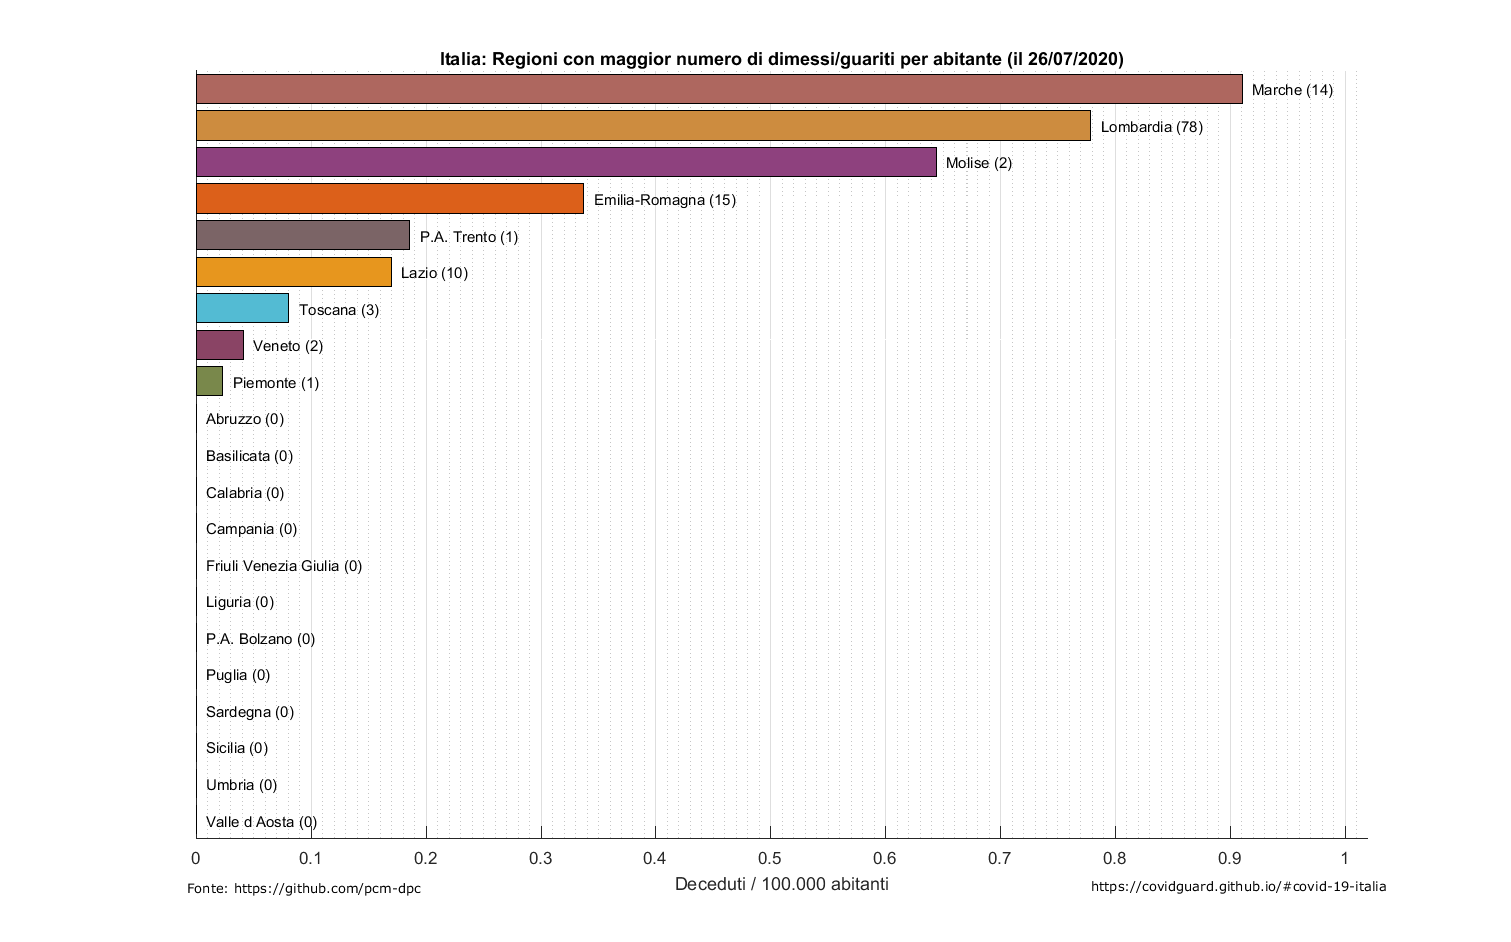 Italia: Regioni con maggior numero di dimessi/guariti per abitante (il 26/07/2020)
Marche (14)
Lombardia (78)
Molise (2)
Emilia-Romagna (15)
P.A. Trento (1)
Lazio (10)
Toscana (3)
Veneto (2)
Piemonte (1)
Abruzzo (0)
Basilicata (0)
Calabria (0)
Campania (0)
Friuli Venezia Giulia (0)
Liguria (0)
P.A. Bolzano (0)
Puglia (0)
Sardegna (0)
Sicilia (0)
Umbria (0)
Valle d Aosta (0)
0 0.1 0.2 0.3 0.4 0.5 0.6 0.7 0.8 0.9 1
Deceduti / 100.000 abitanti
Fonte: https://github.com/pcm-dpc
https://covidguard.github.io/#covid-19-italia